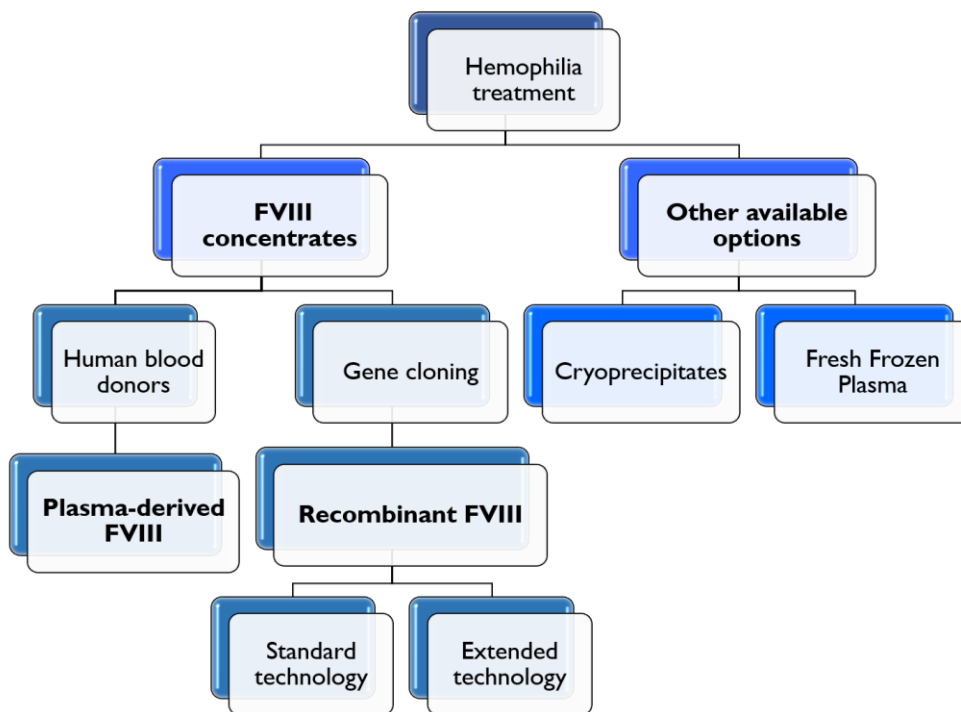 Hemophilia
treatment
FVIII
concentrates
Other available
options
Human blood
donors
Gene cloning
Cryoprecipitates
Fresh Frozen
Plasma
Plasma-derived
FVIII
Recombinant FVIII
Standard
technology
Extended
technology